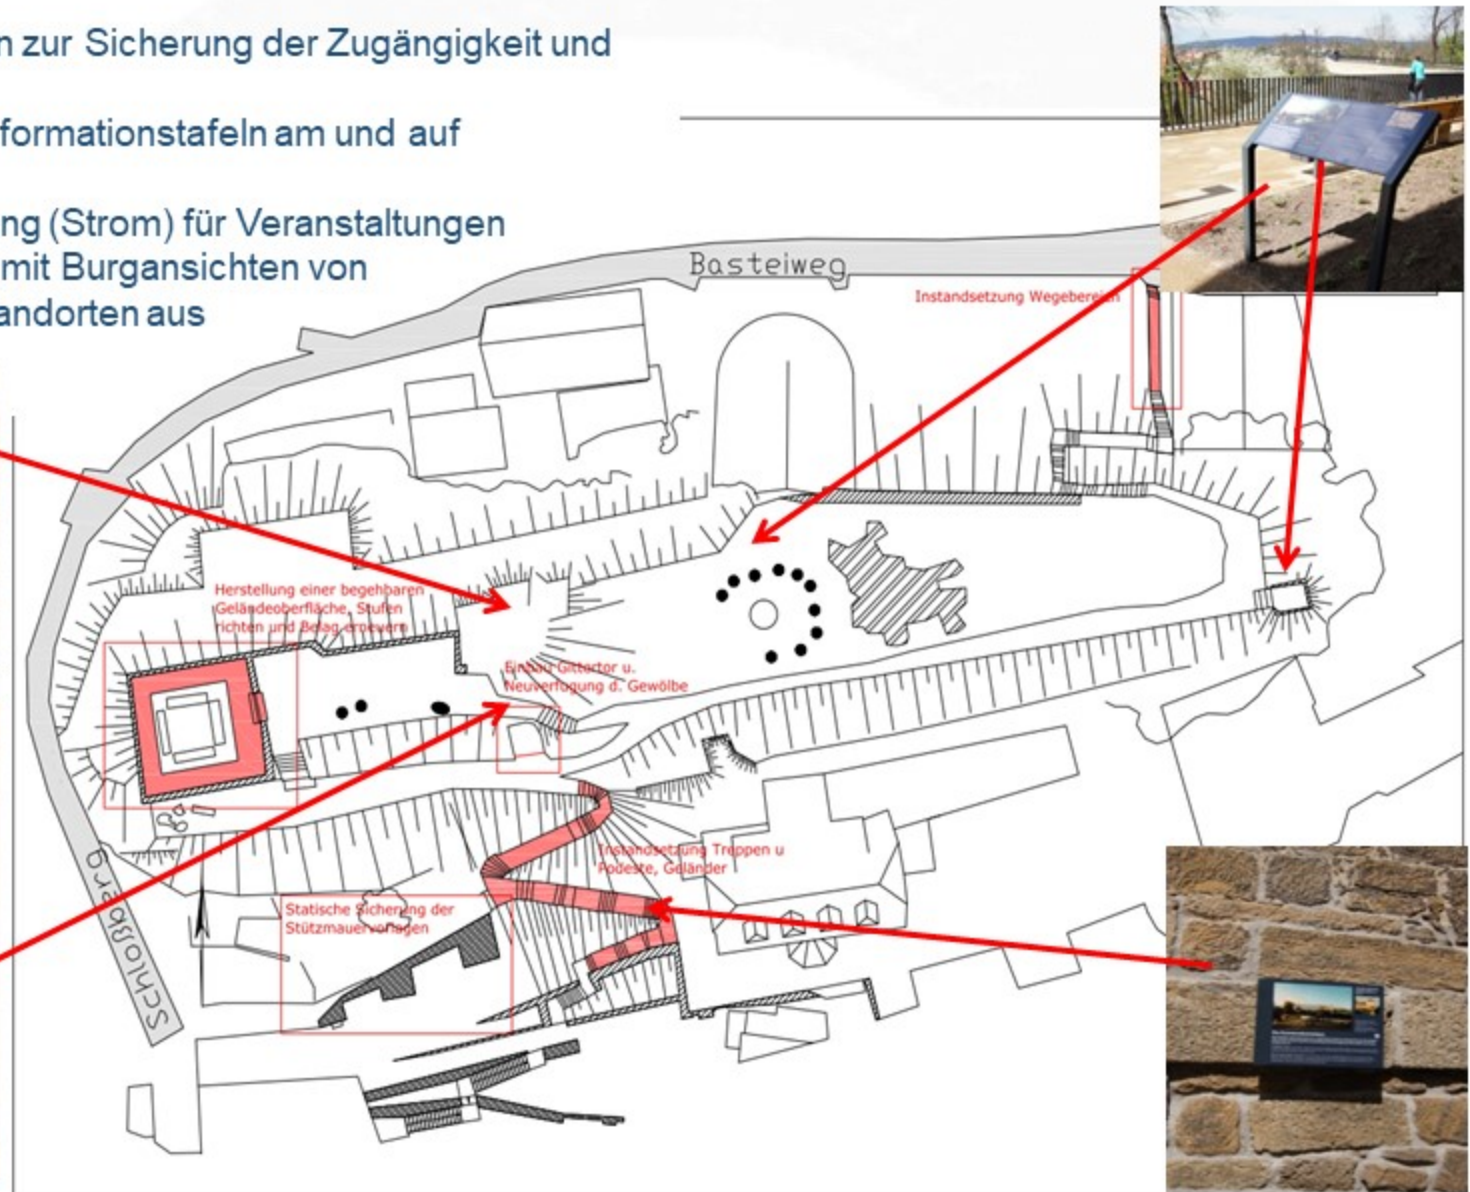 n zur Sicherung der Zugängigkeit und
formationstafeln am und auf
ng (Strom) für Veranstaltungen
mit Burgansichten von
andorten aus
Basteiweg
Instandsetzung Wegebereich
Herstellung einer begehbaren
Geländeoberfläche, Stufen
richten und Belag erneuern
Einbau Gittertor u.
Neuverfugung d. Gewölbe
Instandsetzung Treppen u
Podeste, Geländer
Statische Sicherung der
Stützmauervorlagen
Schloßberg